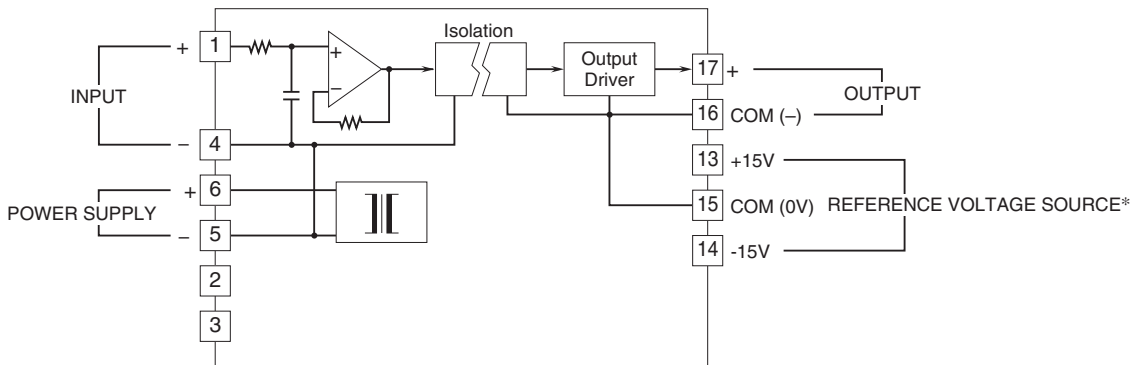 Isolation
+ 1 + Output Driver 17 +
INPUT OUTPUT
– 16 COM (–)
– 4 13 +15V
+ 6
POWER SUPPLY 15 COM (0V) REFERENCE VOLTAGE SOURCE*
– 5 14 -15V
2
3